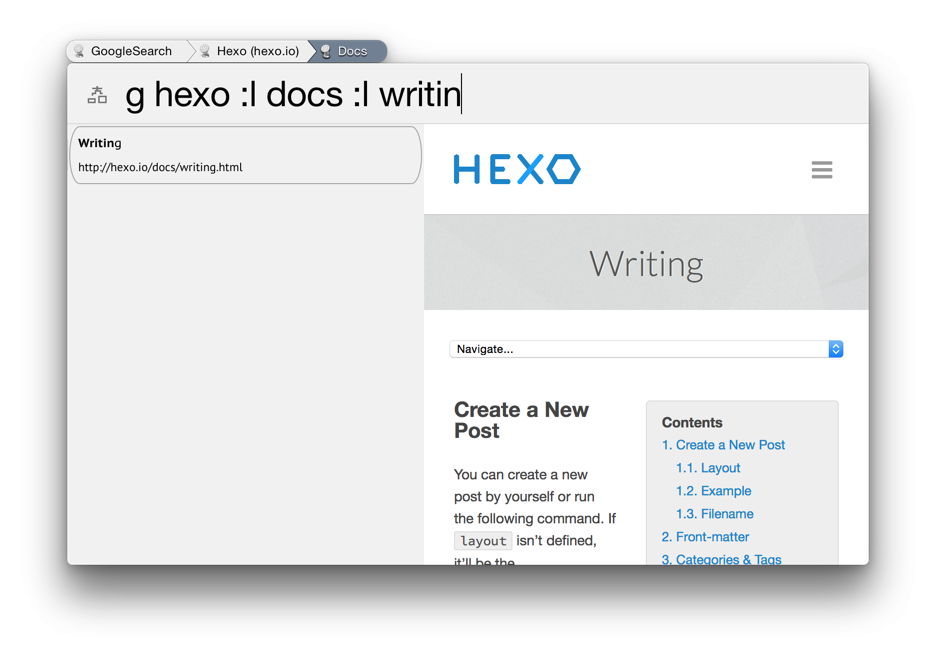 GoogleSearch Hexo (hexo.io) Docs
g hexo :l docs :l writin
Writing
http://hexo.io/docs/writing.html
HEXO
Writing
Navigate...
Create a New
Post
You can create a new
post by yourself or run
the following command. If
layout isn't defined,
it'll be the
Contents
1. Create a New Post
1.1. Layout
1.2. Example
1.3. Filename
2. Front-matter
3. Categories & Tags